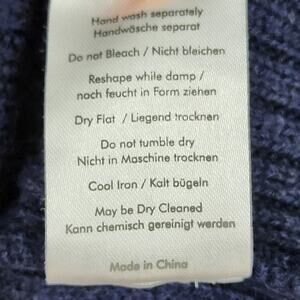 Hand wash separately
Handwäsche separat
Do not Bleach / Nicht bleichen
Reshape while damp /
noch feucht in Form ziehen
Dry Flat / Liegend trocknen
Do not tumble dry
Nicht in Maschine trocknen
Cool Iron / Kalt bügeln
May be Dry Cleaned
Kann chemisch gereinigt werden
Made in China